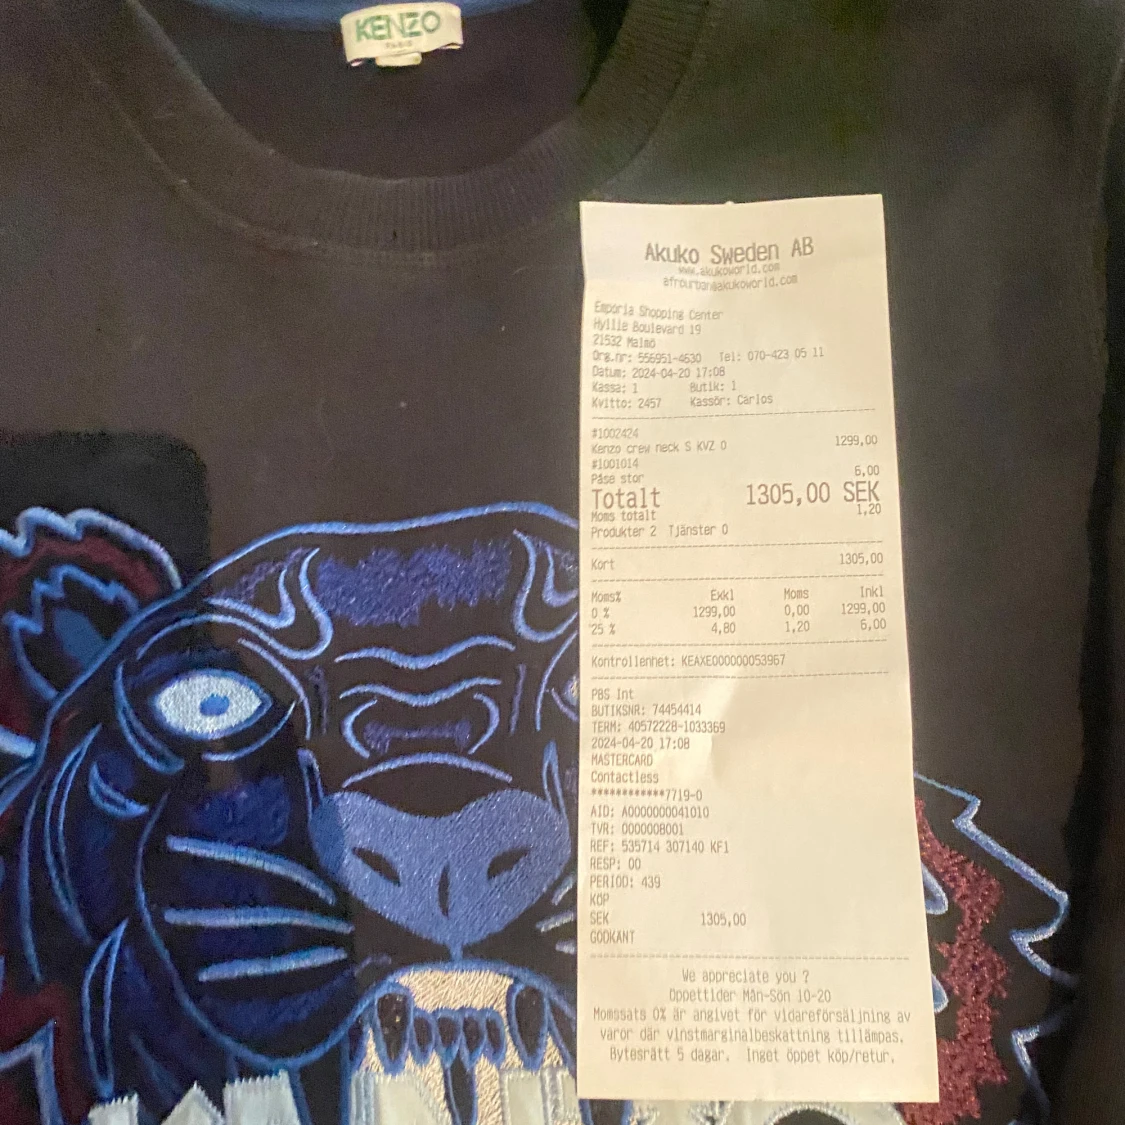 KENZO
PARIS
Akuko Sweden AB
www.akukoworld.com
afrourban@akukoworld.com
Emporia Shopping Center
Hyllie Boulevard 19
21532 Malmö
Org.nr: 556951-4630 Tel: 070-423 05 11
Datum: 2024-04-20 17:08
Kassa: 1 Butik: 1
Kvitto: 2457 Kassör: Carlos
#1002424
Kenzo crew neck S KVZ 0 1299,00
#1001014
Påse stor 6,00
Totalt 1305,00 SEK
Moms totalt 1,20
Produkter 2 Tjänster 0
Kort 1305,00
Moms% Exkl Moms Inkl
0 % 1299,00 0,00 1299,00
25 % 4,80 1,20 6,00
Kontrollenhet: KEAXE000000053967
PBS Int
BUTIKSNR: 74454414
TERM: 40572228-1033369
2024-04-20 17:08
MASTERCARD
Contactless
************7719-0
AID: A0000000041010
TVR: 0000008001
REF: 535714 307140 KF1
RESP: 00
PERIOD: 439
KÖP
SEK 1305,00
GODKANT
We appreciate you ?
Öppettider Mån-Sön 10-20
Momssats 0% är angivet för vidareförsäljning av
varor där vinstmarginalbeskattning tillämpas.
Bytesrätt 5 dagar. Inget öppet köp/retur.